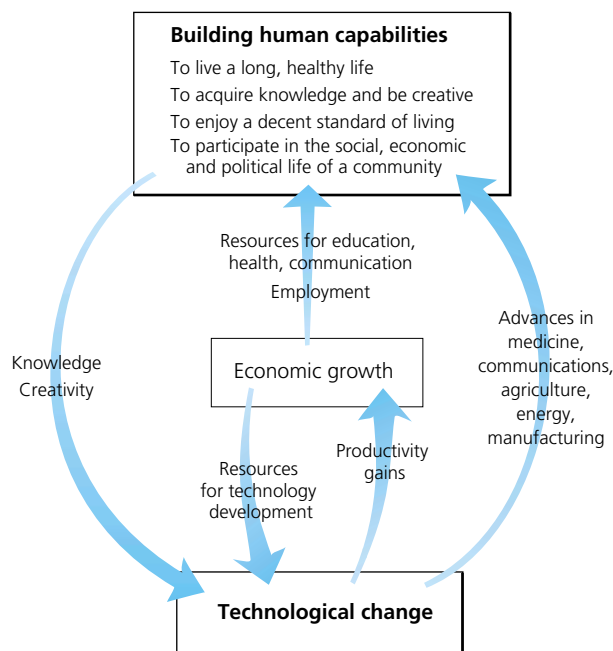 Building human capabilities
To live a long, healthy life
To acquire knowledge and be creative
To enjoy a decent standard of living
To participate in the social, economic
and political life of a community
Resources for education,
health, communication
Employment
Advances in
medicine,
communications,
agriculture,
energy,
manufacturing
Knowledge
Creativity
Economic growth
Productivity
gains
Resources
for technology
development
Technological change